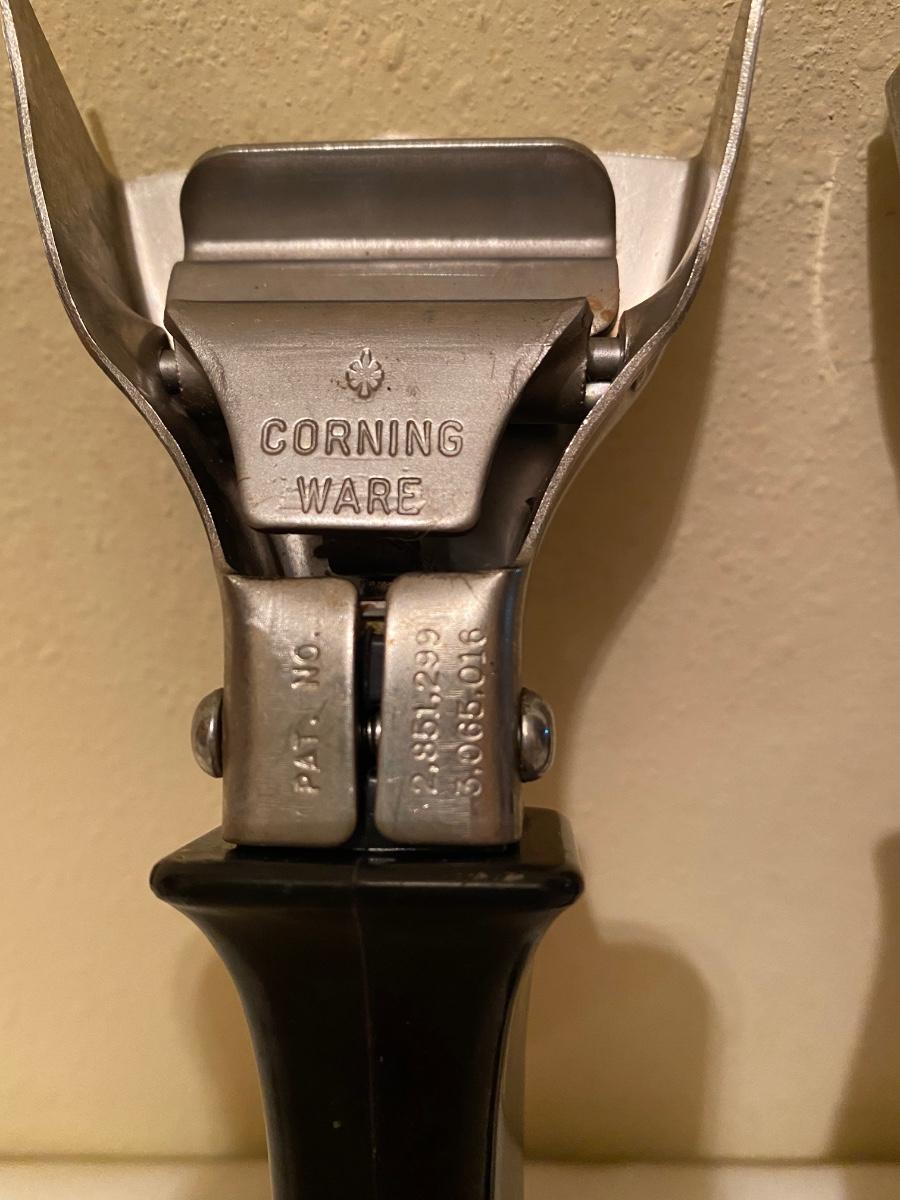 CORNING
WARE
PAT. NO.
2,851,299
3,065,016